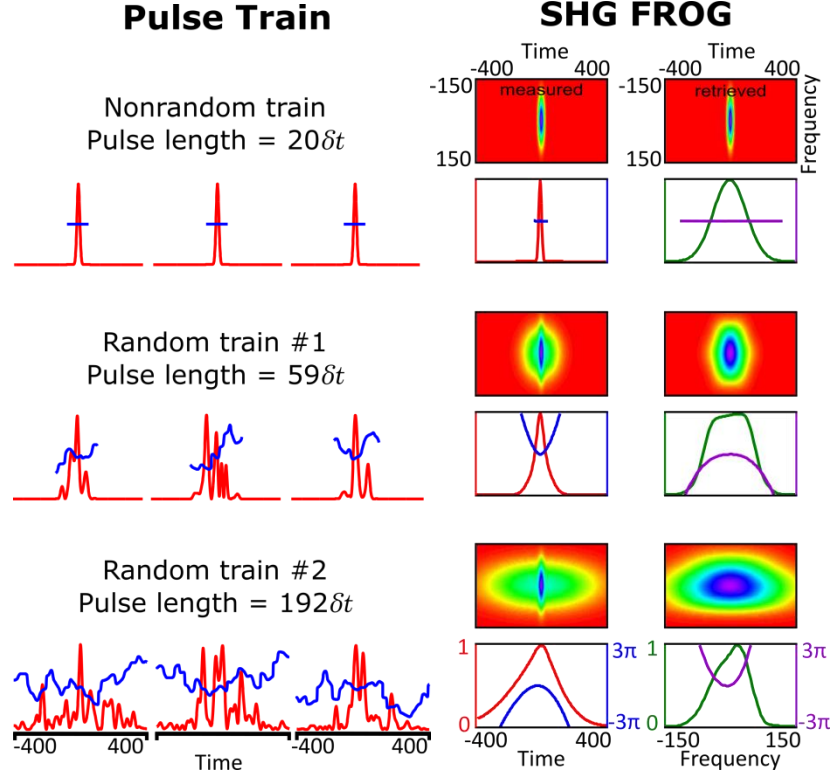 Pulse Train
SHG FROG
Time
Time
-400 400
-400 400
Nonrandom train
Pulse length = 20δt
-150
150
measured
retrieved
Frequency
Random train #1
Pulse length = 59δt
Random train #2
Pulse length = 192δt
-400 400 -400 400
Time
1
0
3π
-3π
-400 400
Time
1
0
3π
-3π
-150 150
Frequency